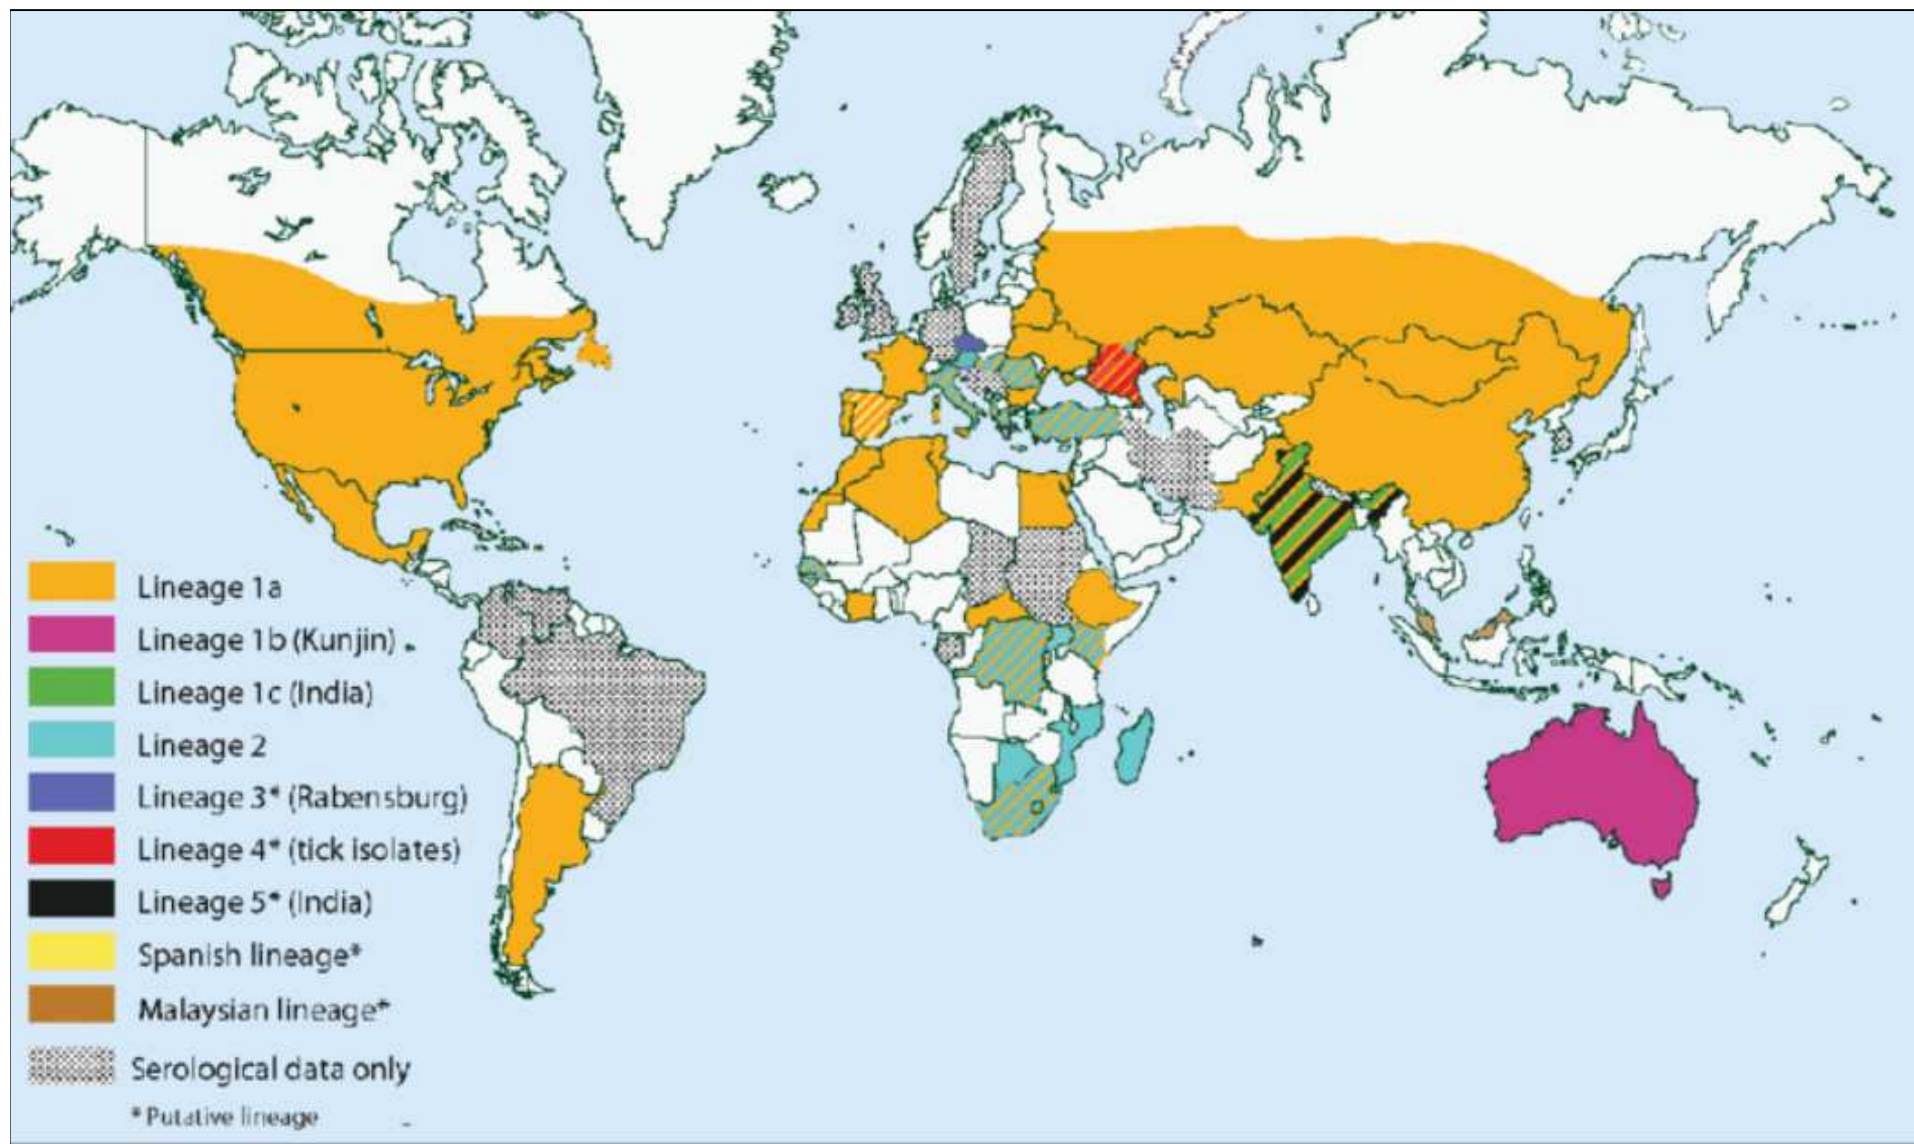 Lineage 1a
Lineage 1b (Kunjin)
Lineage 1c (India)
Lineage 2
Lineage 3* (Rabensburg)
Lineage 4* (tick isolates)
Lineage 5* (India)
Spanish lineage*
Malaysian lineage*
Serological data only
* Putative lineage